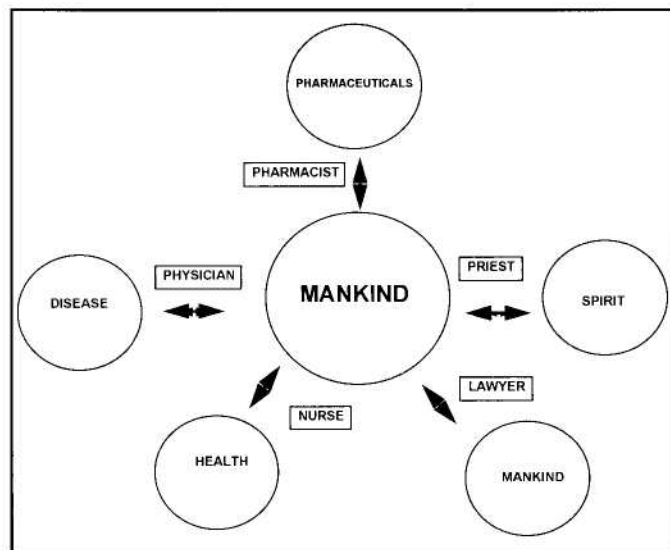 PHARMACEUTICALS
PHARMACIST
PHYSICIAN
PRIEST
DISEASE
MANKIND
SPIRIT
LAWYER
NURSE
HEALTH
MANKIND